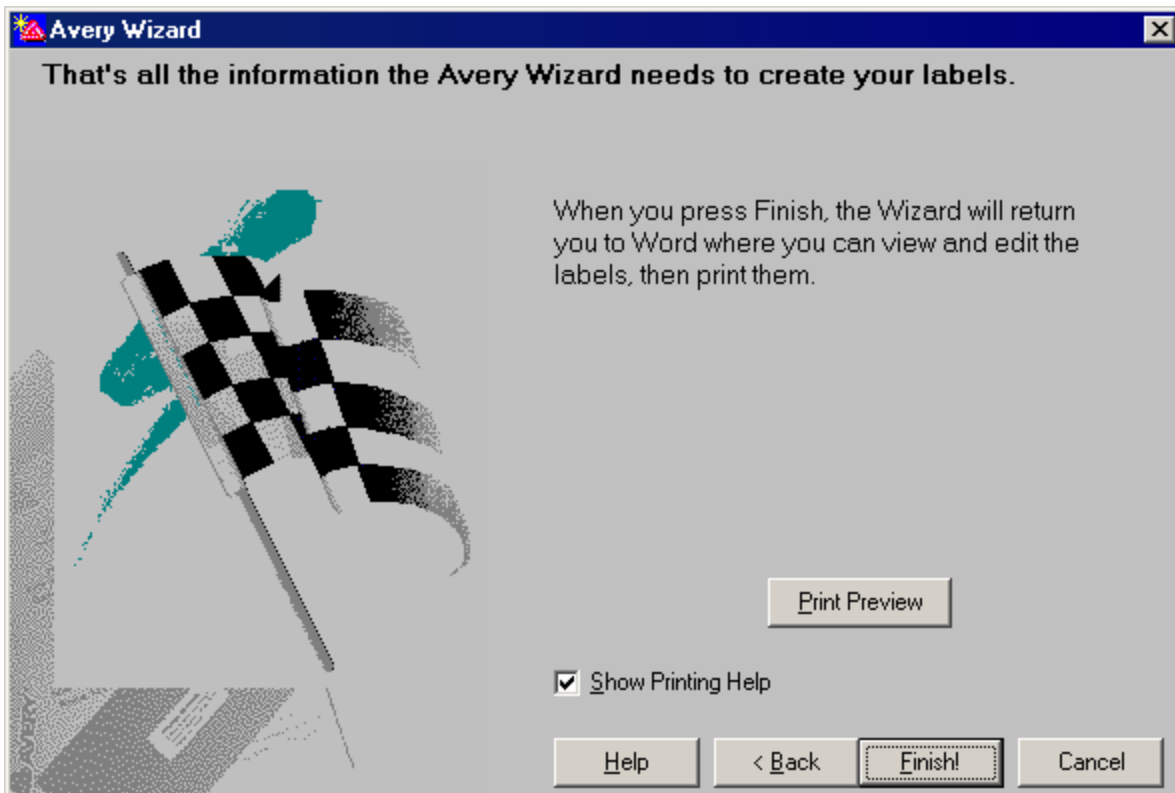 Avery Wizard
That's all the information the Avery Wizard needs to create your labels.
When you press Finish, the Wizard will return
you to Word where you can view and edit the
labels, then print them.
Print Preview
Show Printing Help
Help
< Back
Finish!
Cancel
AVERY